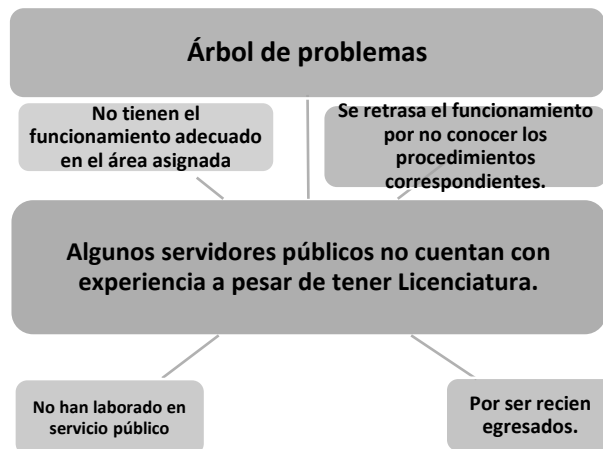 Árbol de problemas
No tienen el
funcionamiento adecuado
en el área asignada
Se retrasa el funcionamiento
por no conocer los
procedimientos
correspondientes.
Algunos servidores públicos no cuentan con
experiencia a pesar de tener Licenciatura.
No han laborado en
servicio público
Por ser recien
egresados.